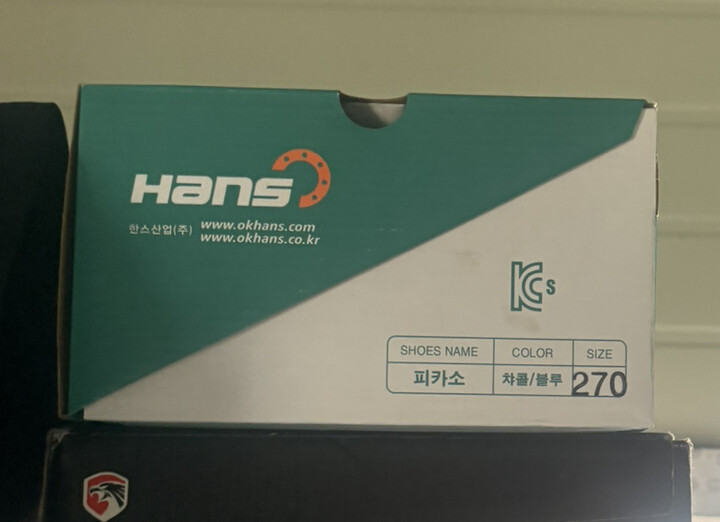 Hans
한스산업(주) www.okhans.com
www.okhans.co.kr
KCs
SHOES NAME COLOR SIZE
피카소 챠콜/블루 270